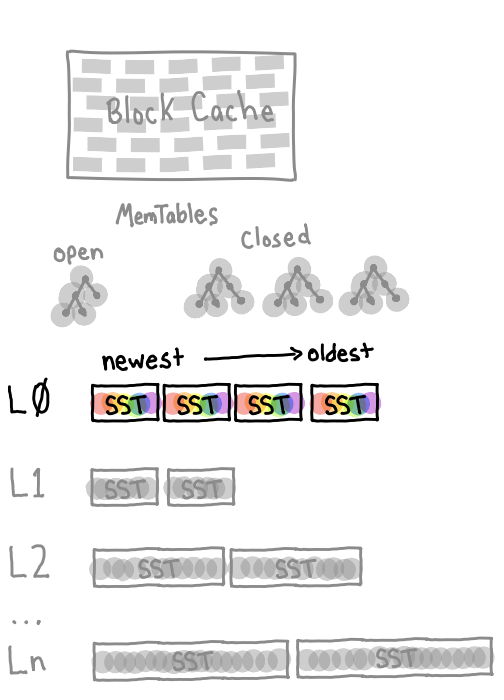 Block Cache
MemTables
open
Closed
newest → oldest
L0 SST SST SST SST
L1 SST SST
L2 SST SST
...
Ln SST SST